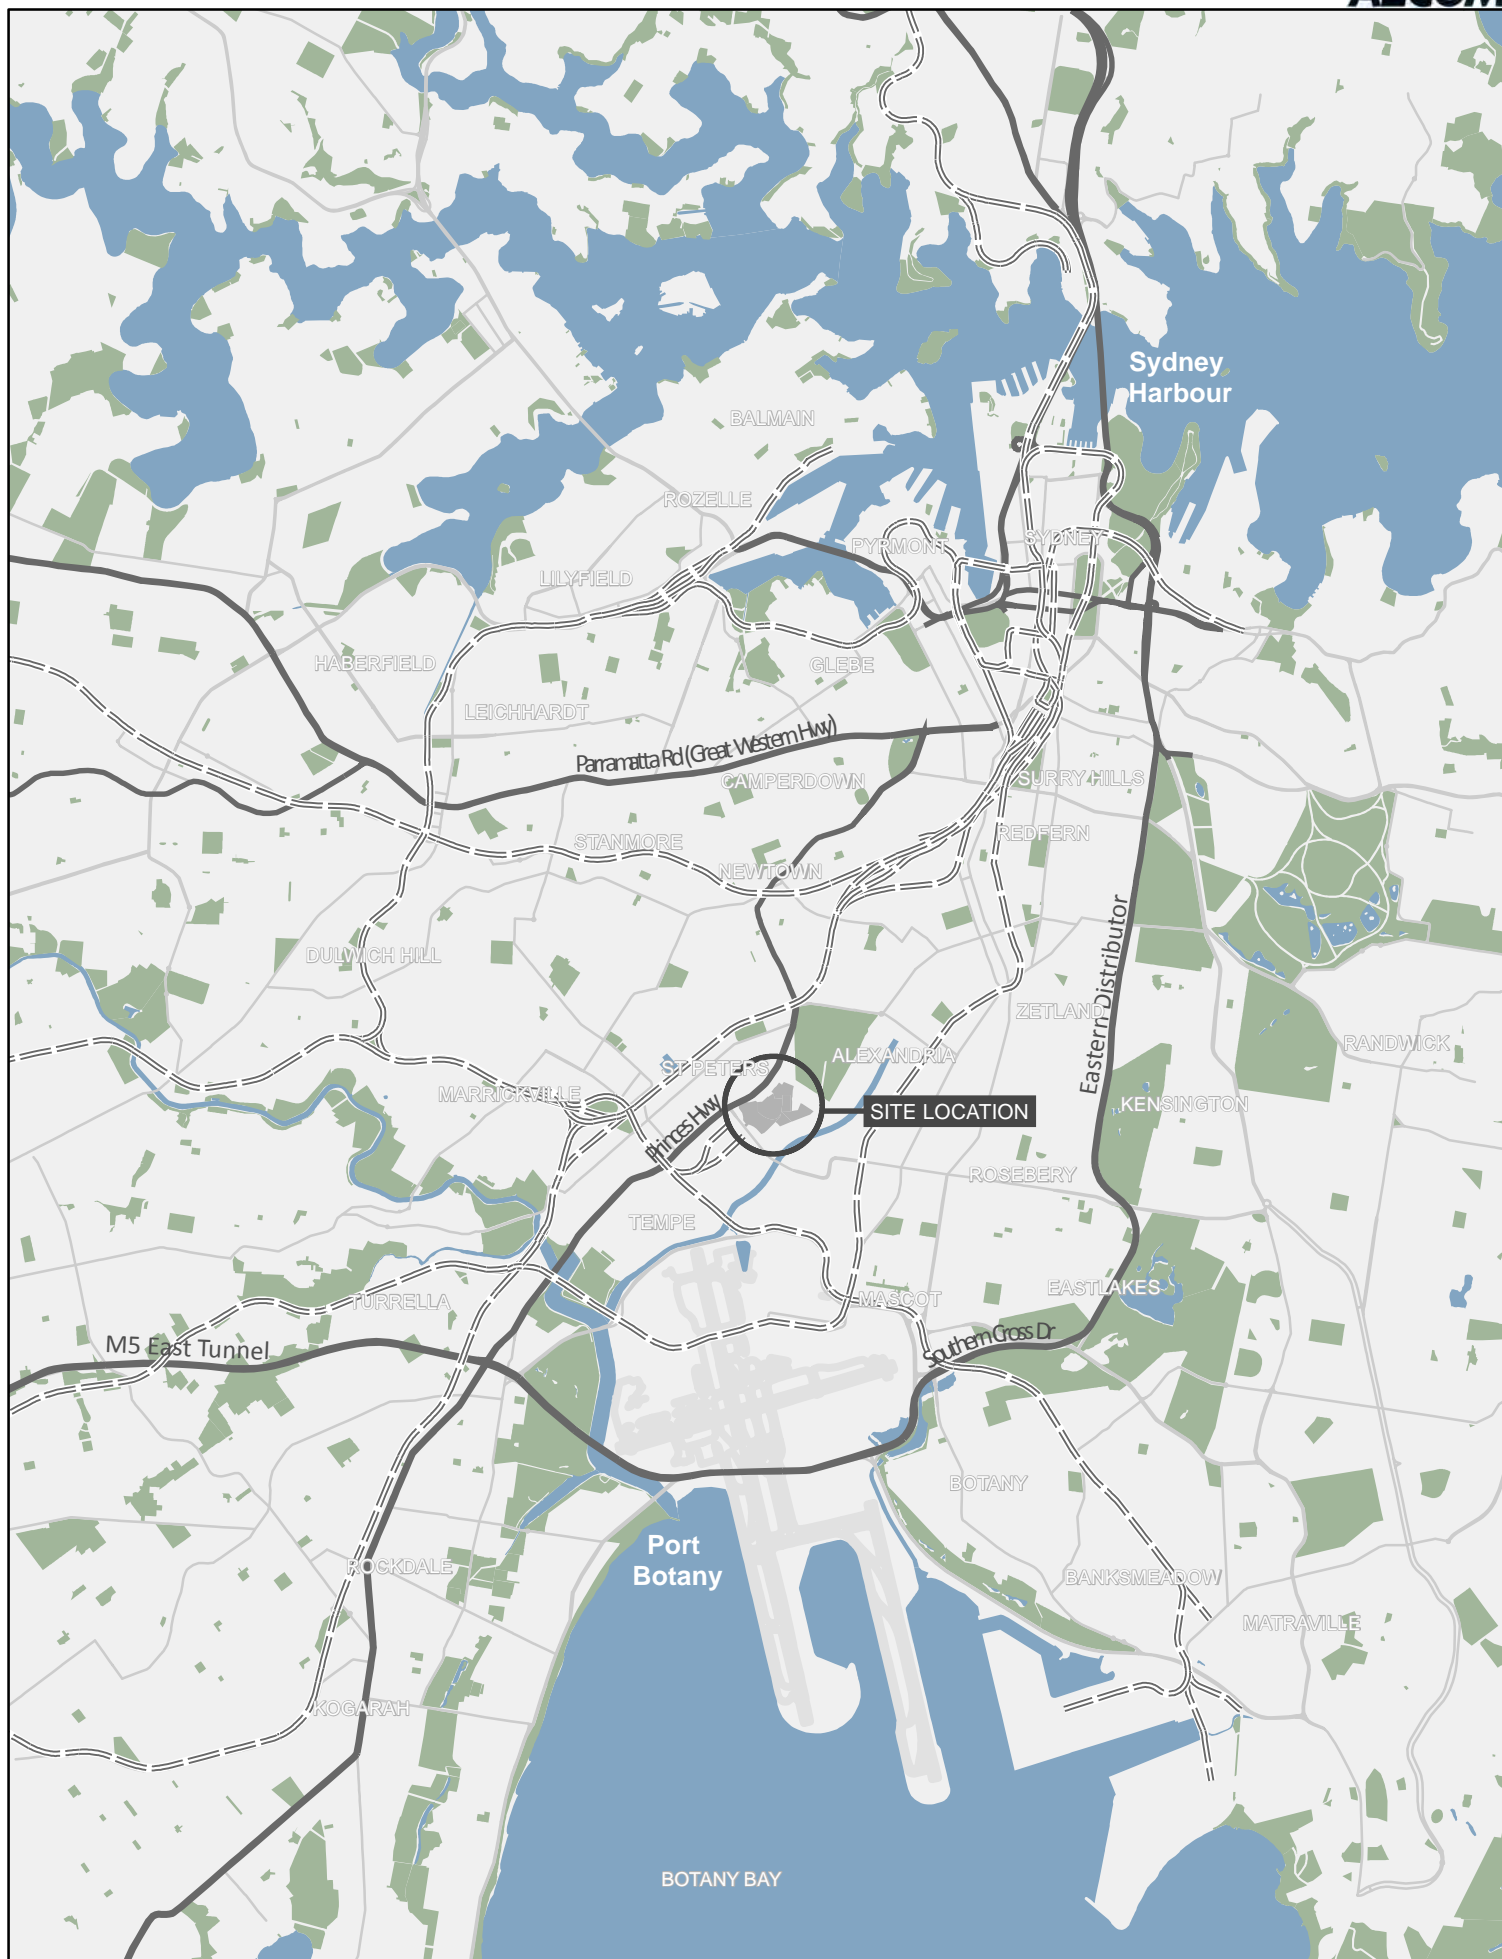 AECOM
Sydney
Harbour
BALMAIN
ROZELLE
PYRMONT
SYDNEY
LILYFIELD
HABERFIELD
GLEBE
LEICHHARDT
Parramatta Rd (Great Western Hwy)
CAMPERDOWN
SURRY HILLS
STANMORE
REDFERN
NEWTOWN
DULWICH HILL
Eastern Distributor
ZETLAND
RANDWICK
ALEXANDRIA
ST PETERS
MARRICKVILLE
KENSINGTON
SITE LOCATION
Princes Hwy
ROSEBERY
TEMPE
EASTLAKES
TURRELLA
MASCOT
M5 East Tunnel
Southern Cross Dr
BOTANY
Port
Botany
ROCKDALE
BANKSMEADOW
MATRAVILLE
KOGARAH
BOTANY BAY